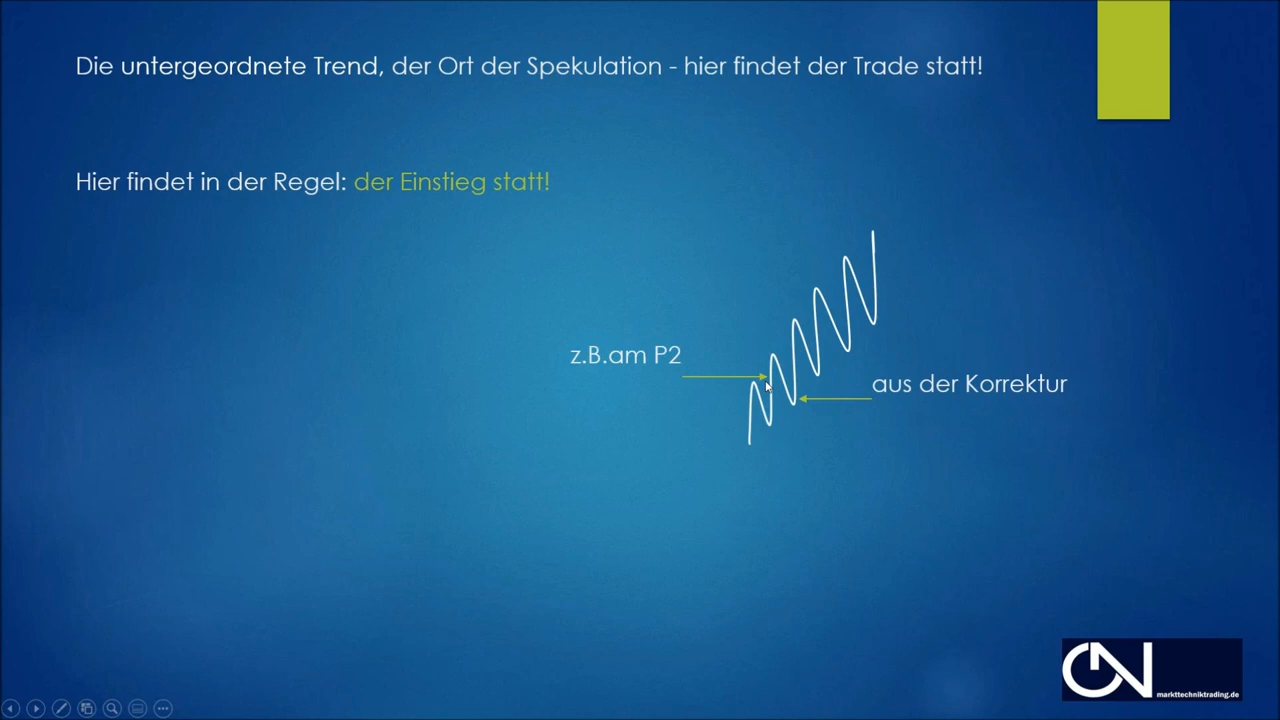 Die untergeordnete Trend, der Ort der Spekulation - hier findet der Trade statt!
Hier findet in der Regel: der Einstieg statt!
z.B.am P2
aus der Korrektur
ON
markttechniktrading.de